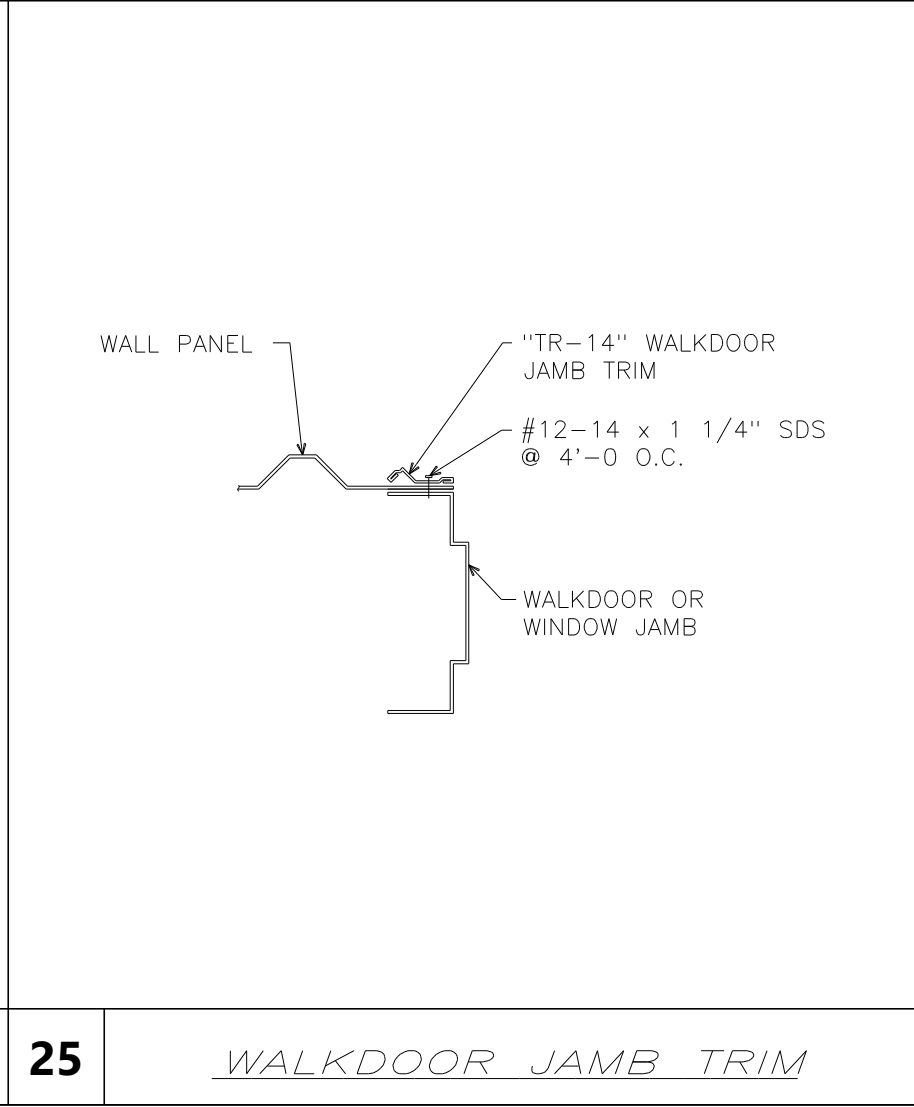 WALL PANEL
"TR-14" WALKDOOR
JAMB TRIM
#12-14 x 1 1/4" SDS
@ 4'-0 O.C.
WALKDOOR OR
WINDOW JAMB
25
WALKDOOR JAMB TRIM